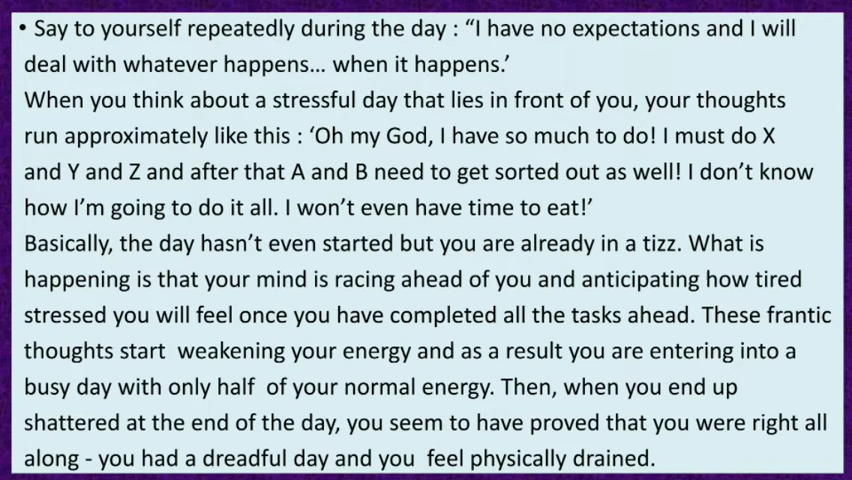 • Say to yourself repeatedly during the day : “I have no expectations and I will
deal with whatever happens... when it happens.’
When you think about a stressful day that lies in front of you, your thoughts
run approximately like this : ‘Oh my God, I have so much to do! I must do X
and Y and Z and after that A and B need to get sorted out as well! I don’t know
how I’m going to do it all. I won’t even have time to eat!’
Basically, the day hasn’t even started but you are already in a tizz. What is
happening is that your mind is racing ahead of you and anticipating how tired
stressed you will feel once you have completed all the tasks ahead. These frantic
thoughts start  weakening your energy and as a result you are entering into a
busy day with only half  of your normal energy. Then, when you end up
shattered at the end of the day, you seem to have proved that you were right all
along - you had a dreadful day and you  feel physically drained.